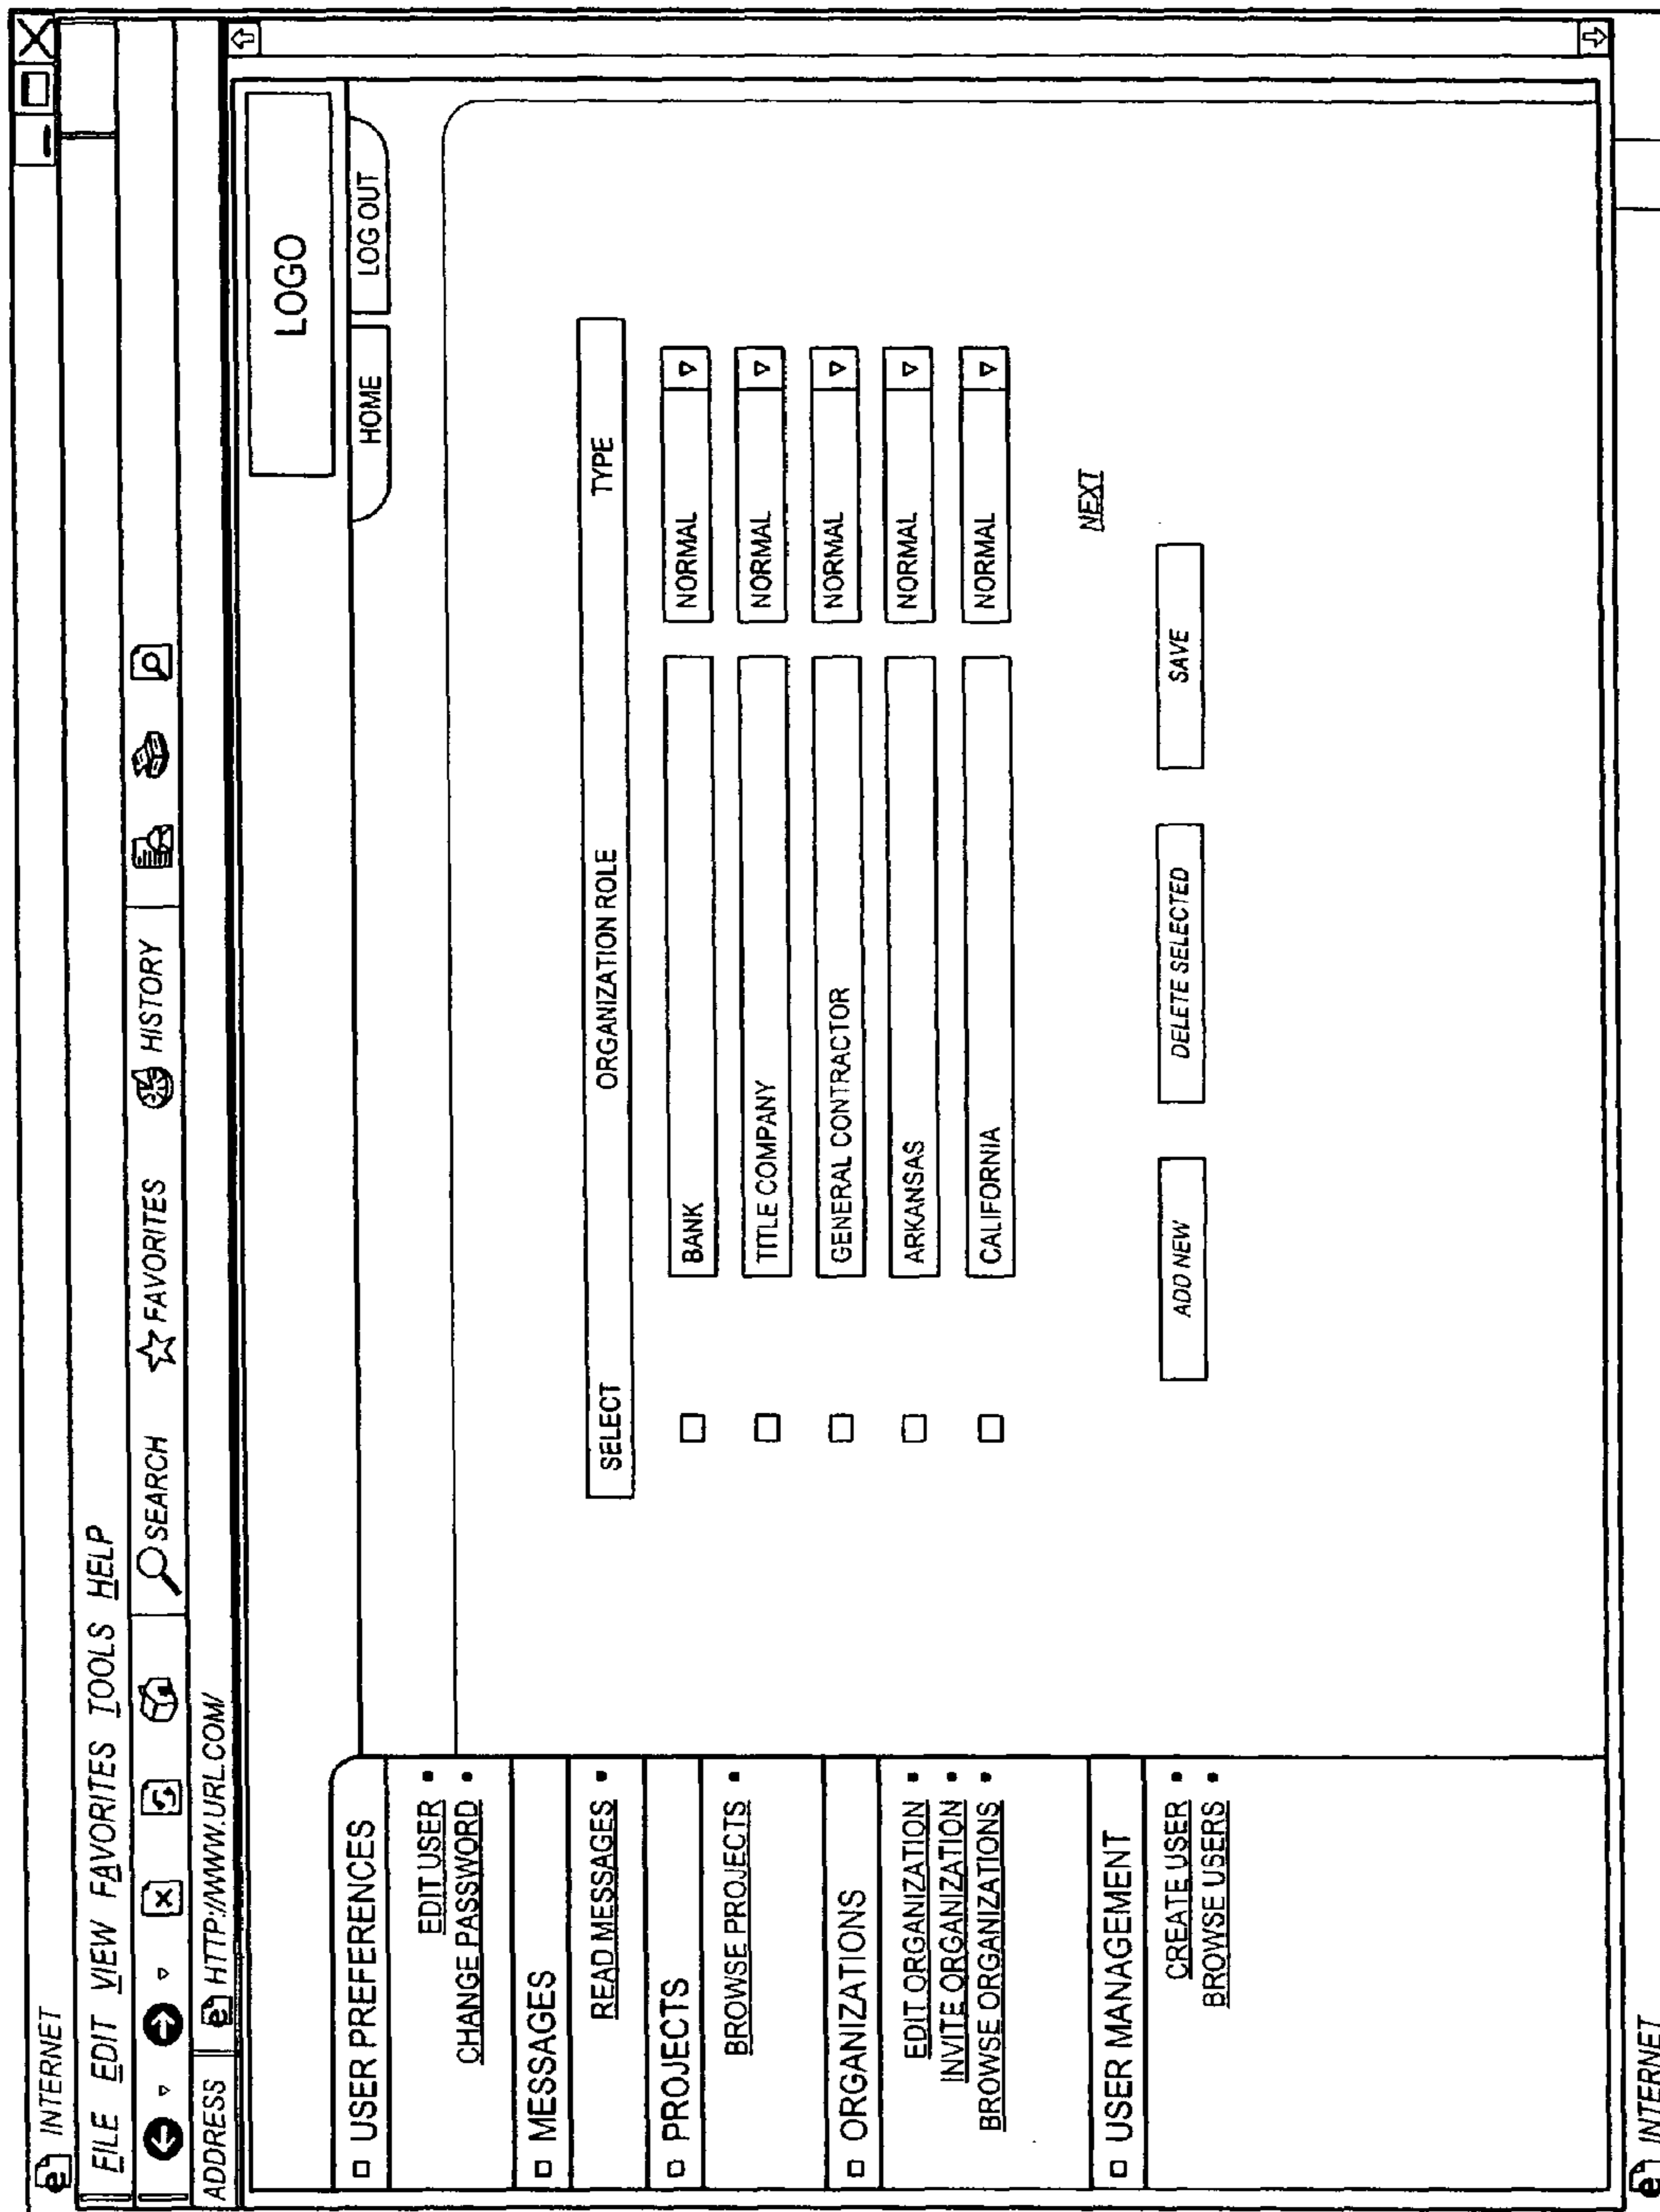 INTERNET
FILE EDIT VIEW FAVORITES TOOLS HELP
SEARCH FAVORITES HISTORY
ADDRESS HTTP://WWW.URL.COM/
LOGO
HOME LOG OUT
USER PREFERENCES
EDIT USER
CHANGE PASSWORD
MESSAGES
READ MESSAGES
PROJECTS
BROWSE PROJECTS
ORGANIZATIONS
EDIT ORGANIZATION
INVITE ORGANIZATION
BROWSE ORGANIZATIONS
USER MANAGEMENT
CREATE USER
BROWSE USERS
SELECT ORGANIZATION ROLE TYPE
BANK NORMAL
TITLE COMPANY NORMAL
GENERAL CONTRACTOR NORMAL
ARKANSAS NORMAL
CALIFORNIA NORMAL
NEXT
ADD NEW DELETE SELECTED SAVE
INTERNET